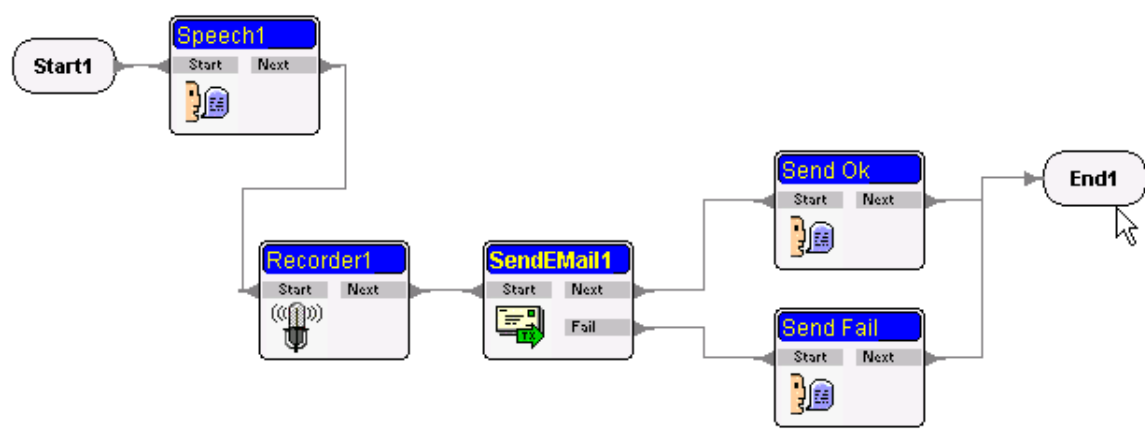 Speech1
Start1
Start Next
Send Ok
Start Next
End1
Recorder1
Start Next
SendEMail1
Start Next
Fail
TX
Send Fail
Start Next